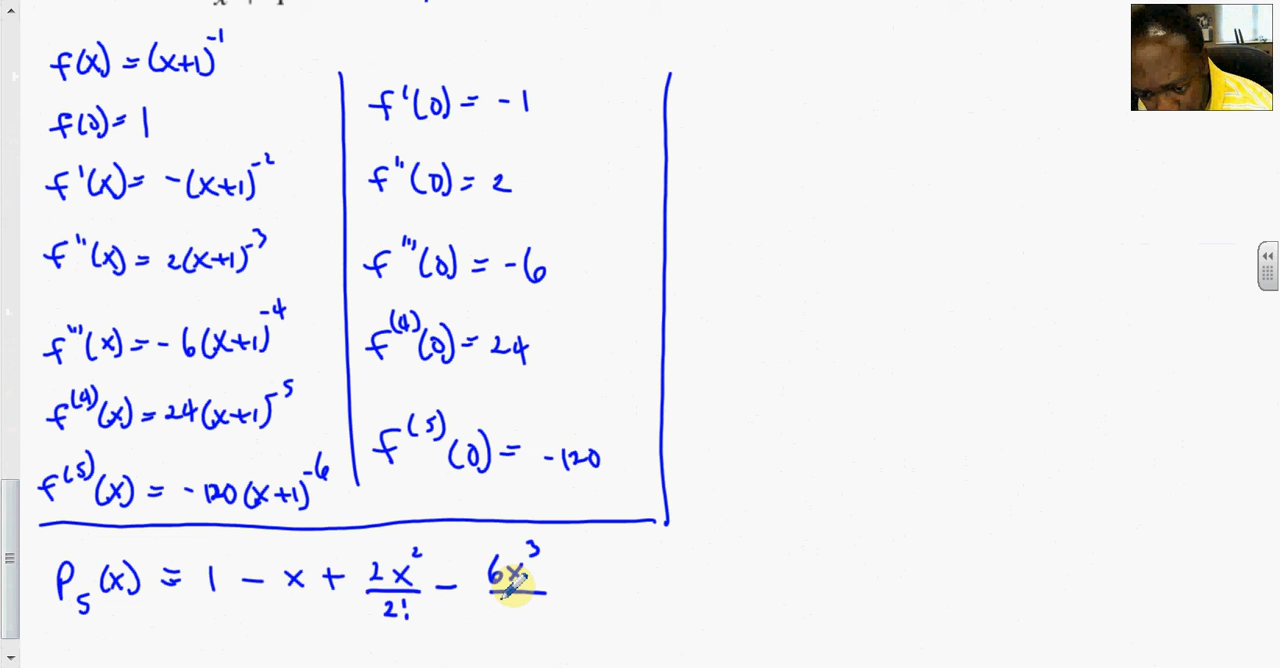 f(x) = (x+1)^-1
f(0) = 1
f'(x) = -(x+1)^-2
f''(x) = 2(x+1)^-3
f'''(x) = -6(x+1)^-4
f^(4)(x) = 24(x+1)^-5
f^(5)(x) = -120(x+1)^-6
f'(0) = -1
f''(0) = 2
f'''(0) = -6
f^(4)(0) = 24
f^(5)(0) = -120
P_5(x) = 1 - x + 2x^2/2! - 6x^3/